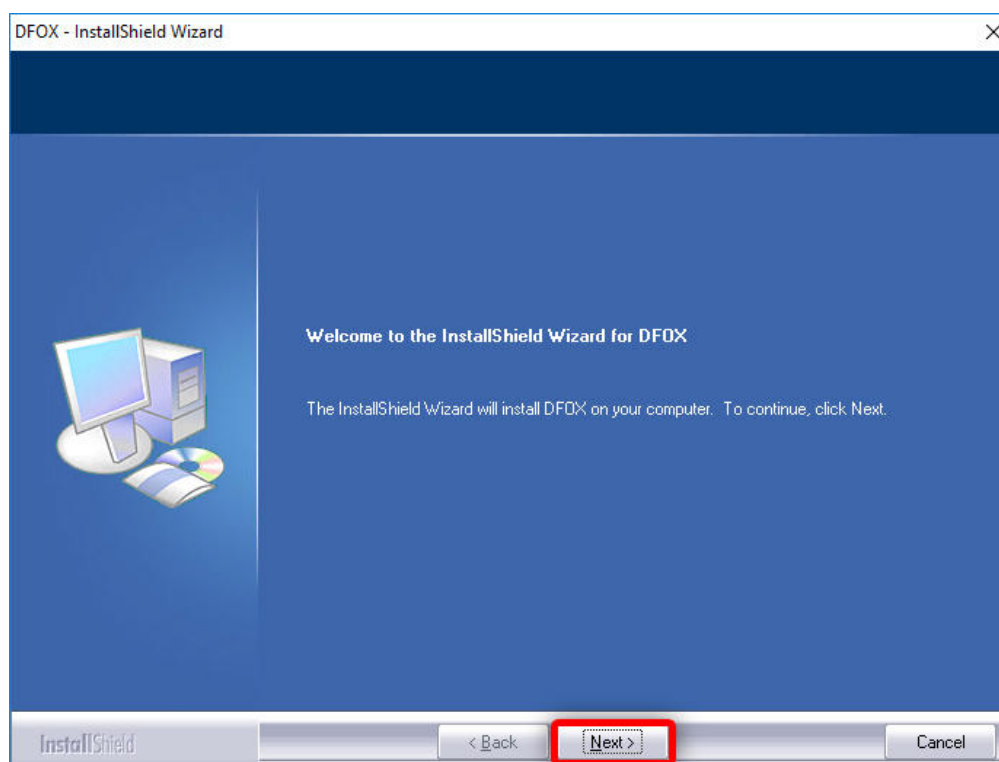 DFOX - InstallShield Wizard
Welcome to the InstallShield Wizard for DFOX
The InstallShield Wizard will install DFOX on your computer. To continue, click Next.
InstallShield
< Back
Next >
Cancel